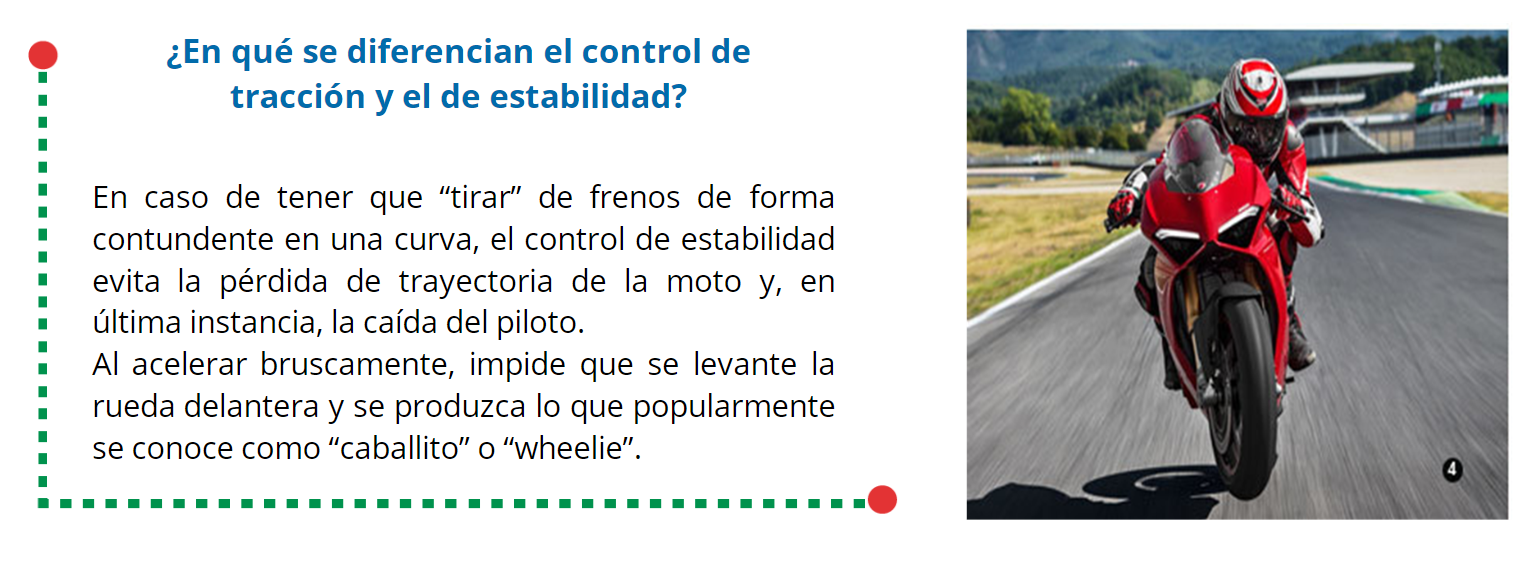 ¿En qué se diferencian el control de
tracción y el de estabilidad?
En caso de tener que “tirar” de frenos de forma
contundente en una curva, el control de estabilidad
evita la pérdida de trayectoria de la moto y, en
última instancia, la caída del piloto.
Al acelerar bruscamente, impide que se levante la
rueda delantera y se produzca lo que popularmente
se conoce como “caballito” o “wheelie”.
4